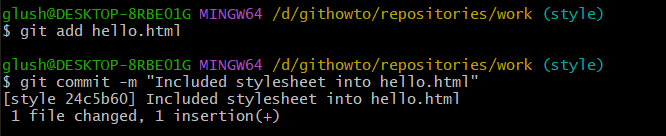 glush@DESKTOP-8RBE01G MINGW64 /d/githowto/repositories/work (style)
$ git add hello.html
glush@DESKTOP-8RBE01G MINGW64 /d/githowto/repositories/work (style)
$ git commit -m "Included stylesheet into hello.html"
[style 24c5b60] Included stylesheet into hello.html
 1 file changed, 1 insertion(+)